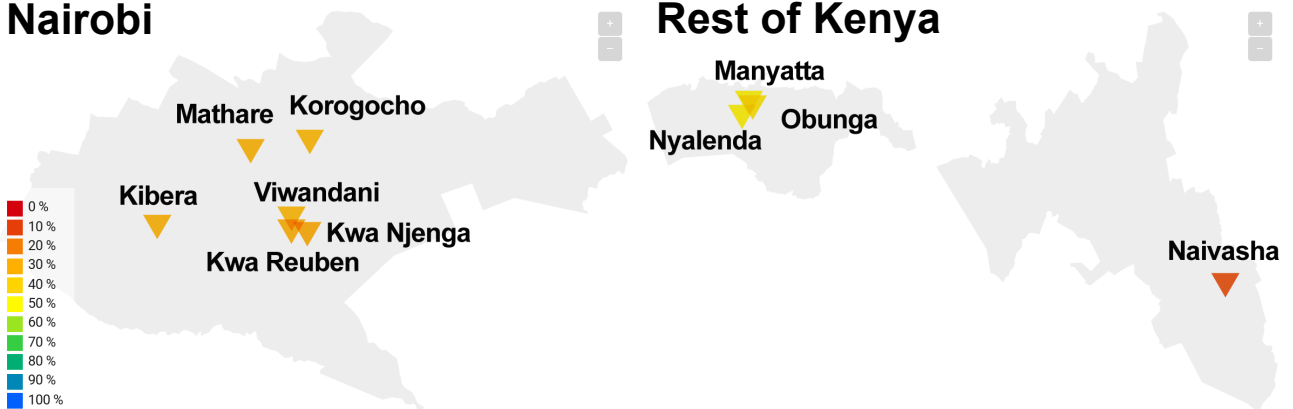 Nairobi
Rest of Kenya
+
−
+
−
Manyatta
Mathare
Korogocho
Obunga
Nyalenda
Kibera
Viwandani
Kwa Njenga
Kwa Reuben
Naivasha
0 %
10 %
20 %
30 %
40 %
50 %
60 %
70 %
80 %
90 %
100 %